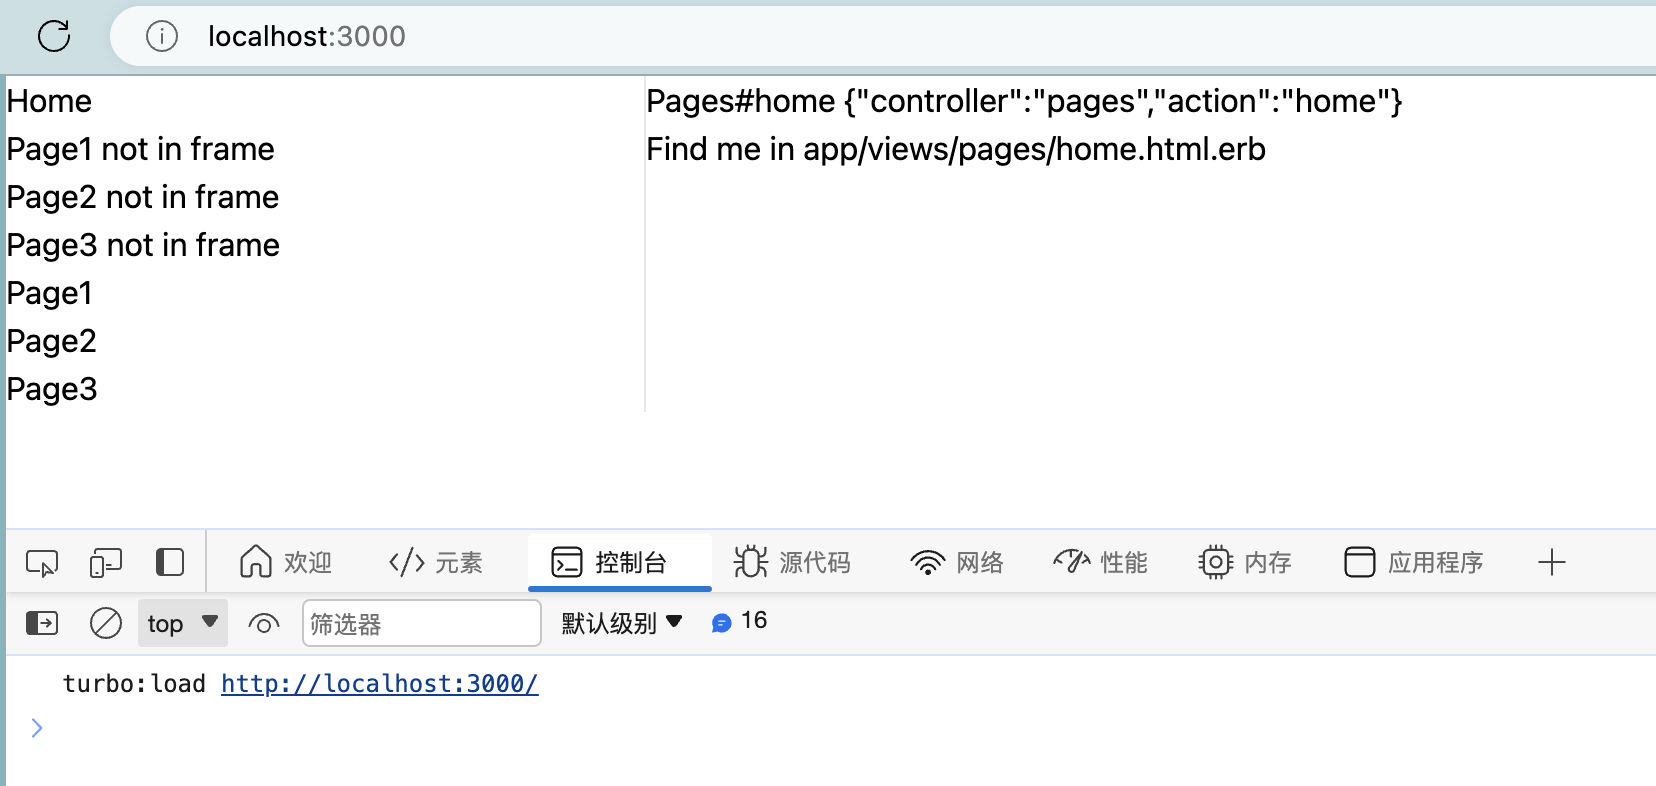 localhost:3000
Home
Page1 not in frame
Page2 not in frame
Page3 not in frame
Page1
Page2
Page3
Pages#home {"controller":"pages","action":"home"}
Find me in app/views/pages/home.html.erb
欢迎 元素 控制台 源代码 网络 性能 内存 应用程序
top 筛选器 默认级别 16
turbo:load http://localhost:3000/